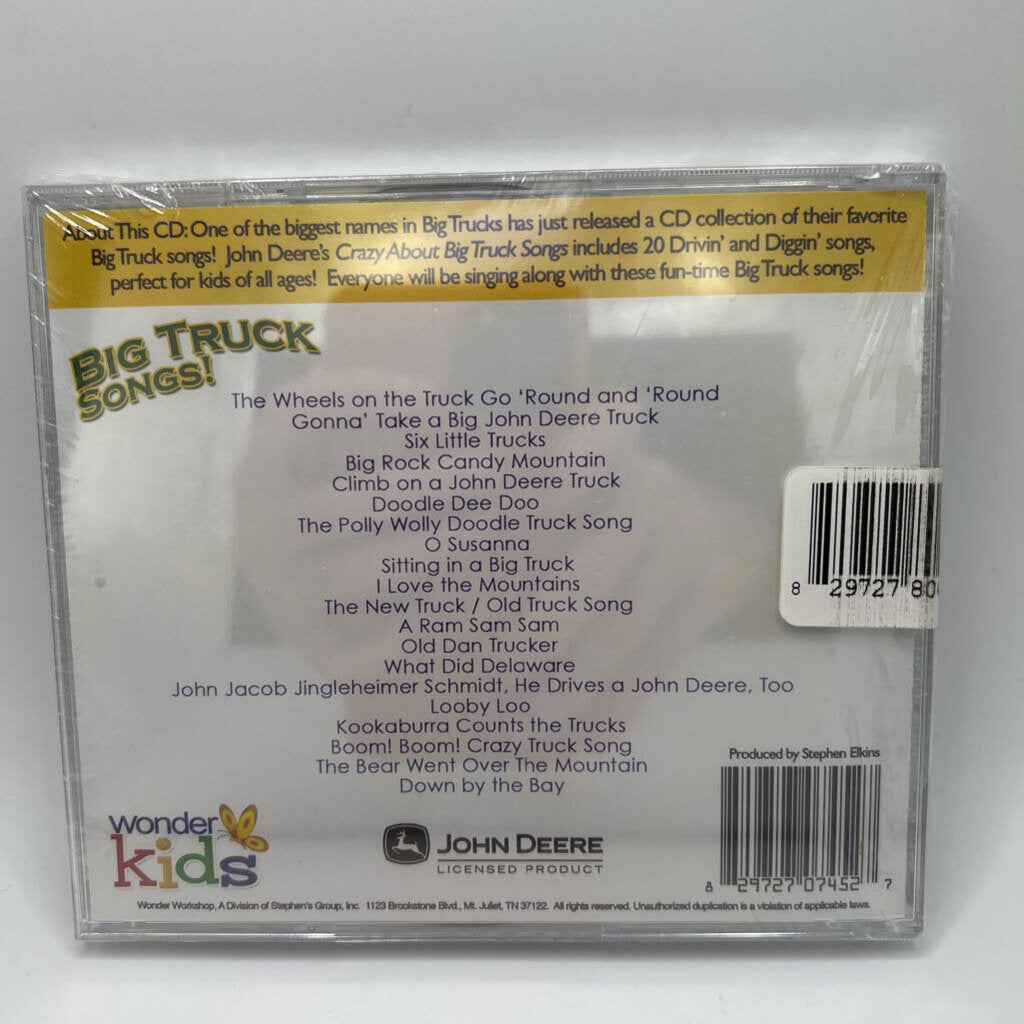 About This CD: One of the biggest names in Big Trucks has just released a CD collection of their favorite
Big Truck songs! John Deere's Crazy About Big Truck Songs includes 20 Drivin' and Diggin' songs,
perfect for kids of all ages! Everyone will be singing along with these fun-time Big Truck songs!
BIG TRUCK
SONGS!
The Wheels on the Truck Go ‘Round and ‘Round
Gonna’ Take a Big John Deere Truck
Six Little Trucks
Big Rock Candy Mountain
Climb on a John Deere Truck
Doodle Dee Doo
The Polly Wolly Doodle Truck Song
O Susanna
Sitting in a Big Truck
I Love the Mountains
The New Truck / Old Truck Song
A Ram Sam Sam
Old Dan Trucker
What Did Delaware
John Jacob Jingleheimer Schmidt, He Drives a John Deere, Too
Looby Loo
Kookaburra Counts the Trucks
Boom! Boom! Crazy Truck Song
The Bear Went Over The Mountain
Down by the Bay
8 29727 80
Produced by Stephen Elkins
8 29727 07452 7
wonder
kids
JOHN DEERE
LICENSED PRODUCT
Wonder Workshop, A Division of Stephen's Group, Inc. 1123 Brookstone Blvd., Mt. Juliet, TN 37122. All rights reserved. Unauthorized duplication is a violation of applicable laws.